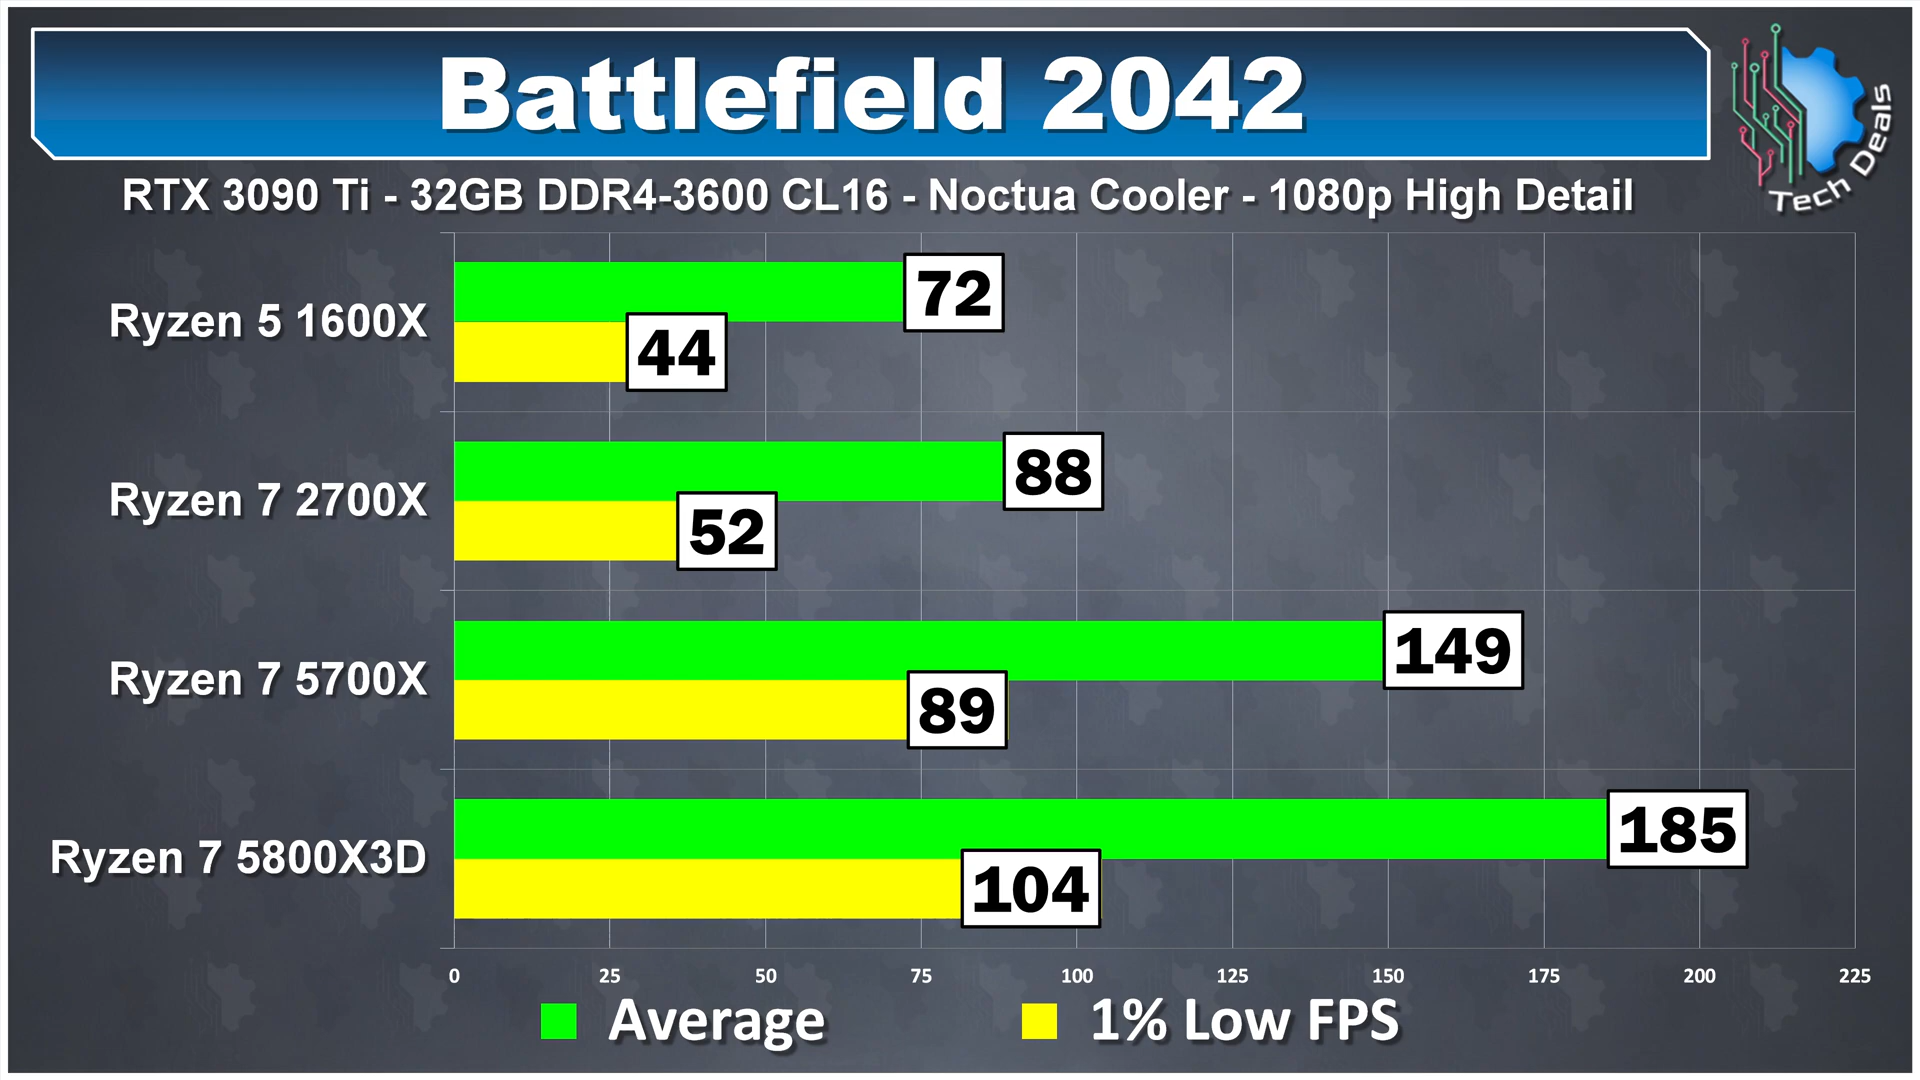 Battlefield 2042
Tech Deals
RTX 3090 Ti - 32GB DDR4-3600 CL16 - Noctua Cooler - 1080p High Detail
Ryzen 5 1600X
72
44
Ryzen 7 2700X
88
52
Ryzen 7 5700X
149
89
Ryzen 7 5800X3D
185
104
0 25 50 75 100 125 150 175 200 225
Average 1% Low FPS